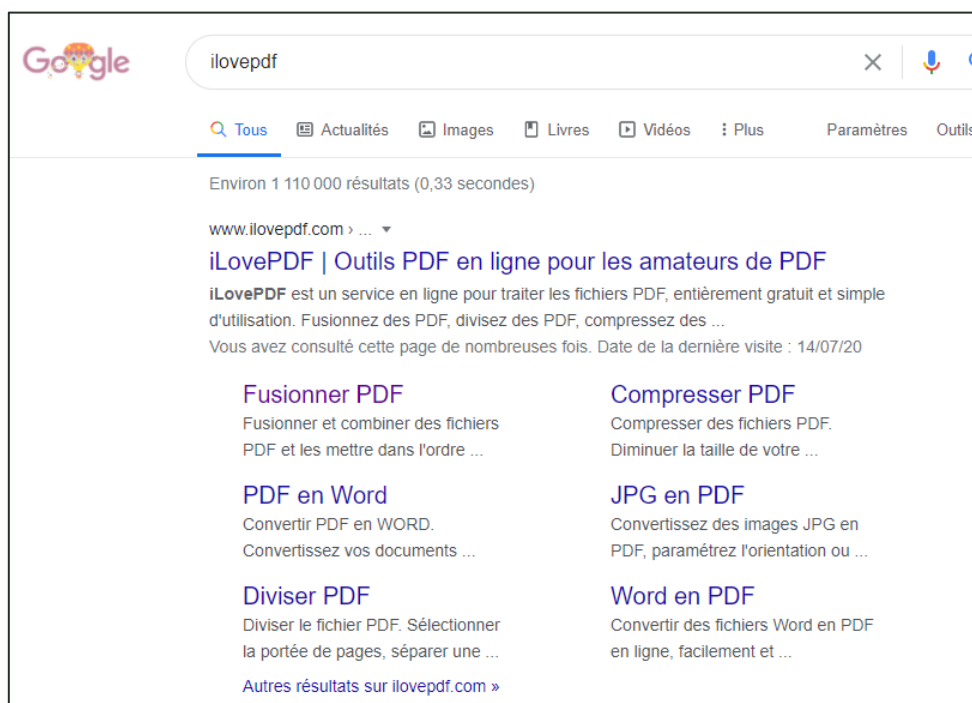 Google
ilovepdf
Tous Actualités Images Livres Vidéos Plus Paramètres Outils
Environ 1 110 000 résultats (0,33 secondes)
www.ilovepdf.com › ...
iLovePDF | Outils PDF en ligne pour les amateurs de PDF
iLovePDF est un service en ligne pour traiter les fichiers PDF, entièrement gratuit et simple
d'utilisation. Fusionnez des PDF, divisez des PDF, compressez des ...
Vous avez consulté cette page de nombreuses fois. Date de la dernière visite : 14/07/20
Fusionner PDF
Fusionner et combiner des fichiers
PDF et les mettre dans l'ordre ...
Compresser PDF
Compresser des fichiers PDF.
Diminuer la taille de votre ...
PDF en Word
Convertir PDF en WORD.
Convertissez vos documents ...
JPG en PDF
Convertissez des images JPG en
PDF, paramétrez l'orientation ou ...
Diviser PDF
Diviser le fichier PDF. Sélectionner
la portée de pages, séparer une ...
Word en PDF
Convertir des fichiers Word en PDF
en ligne, facilement et ...
Autres résultats sur ilovepdf.com »